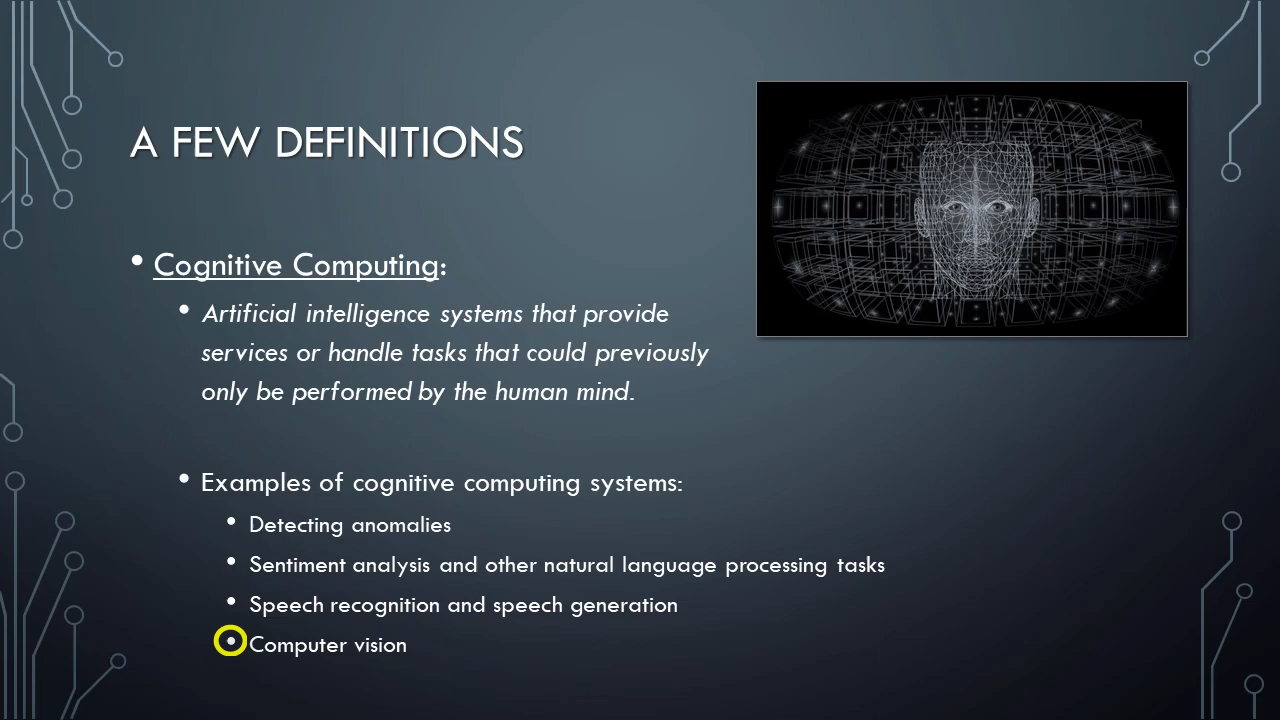 A FEW DEFINITIONS
• Cognitive Computing:
• Artificial intelligence systems that provide
services or handle tasks that could previously
only be performed by the human mind.
• Examples of cognitive computing systems:
• Detecting anomalies
• Sentiment analysis and other natural language processing tasks
• Speech recognition and speech generation
• Computer vision